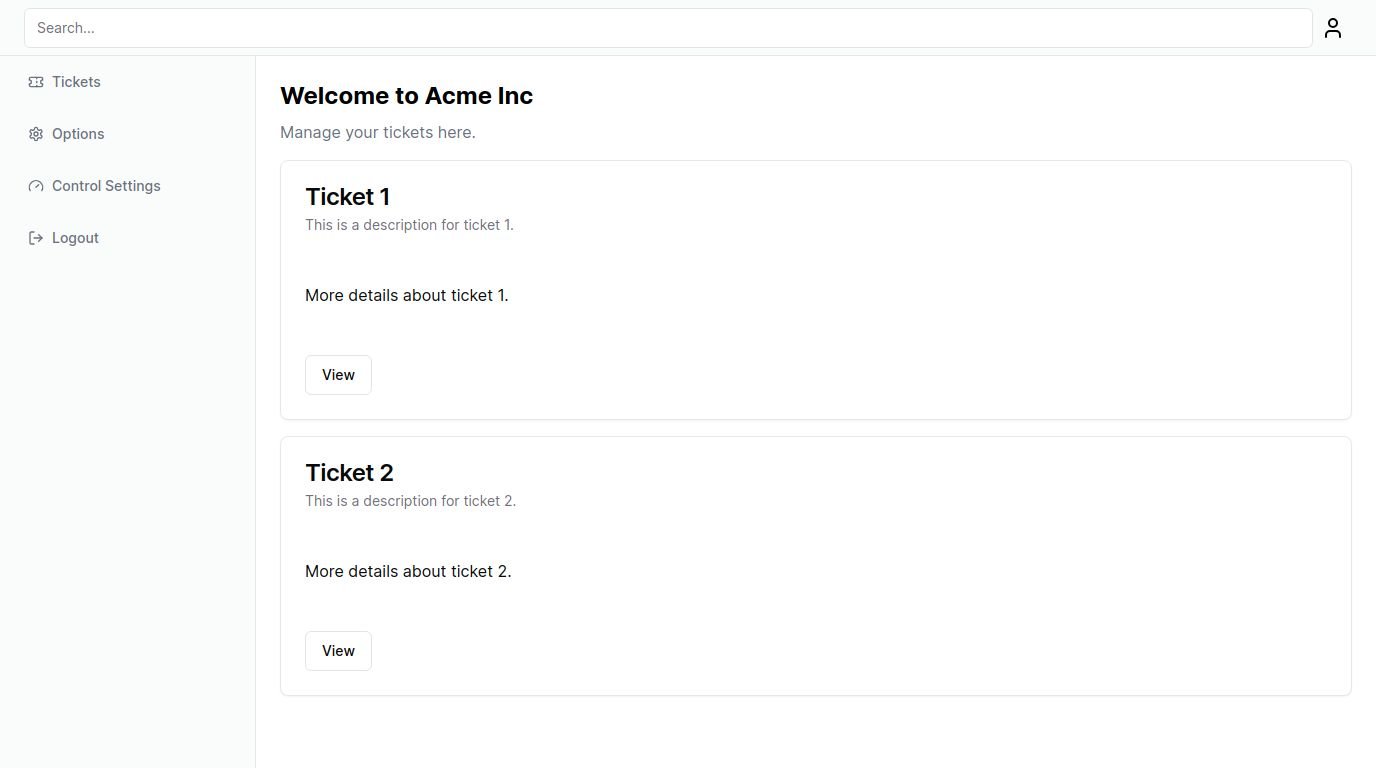 Search...
Tickets
Options
Control Settings
Logout
Welcome to Acme Inc
Manage your tickets here.
Ticket 1
This is a description for ticket 1.
More details about ticket 1.
View
Ticket 2
This is a description for ticket 2.
More details about ticket 2.
View